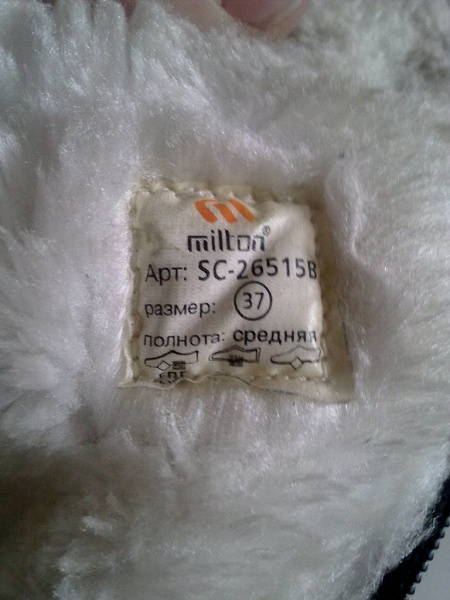 milton®
Арт: SC-26515B
размер: 37
полнота: средняя